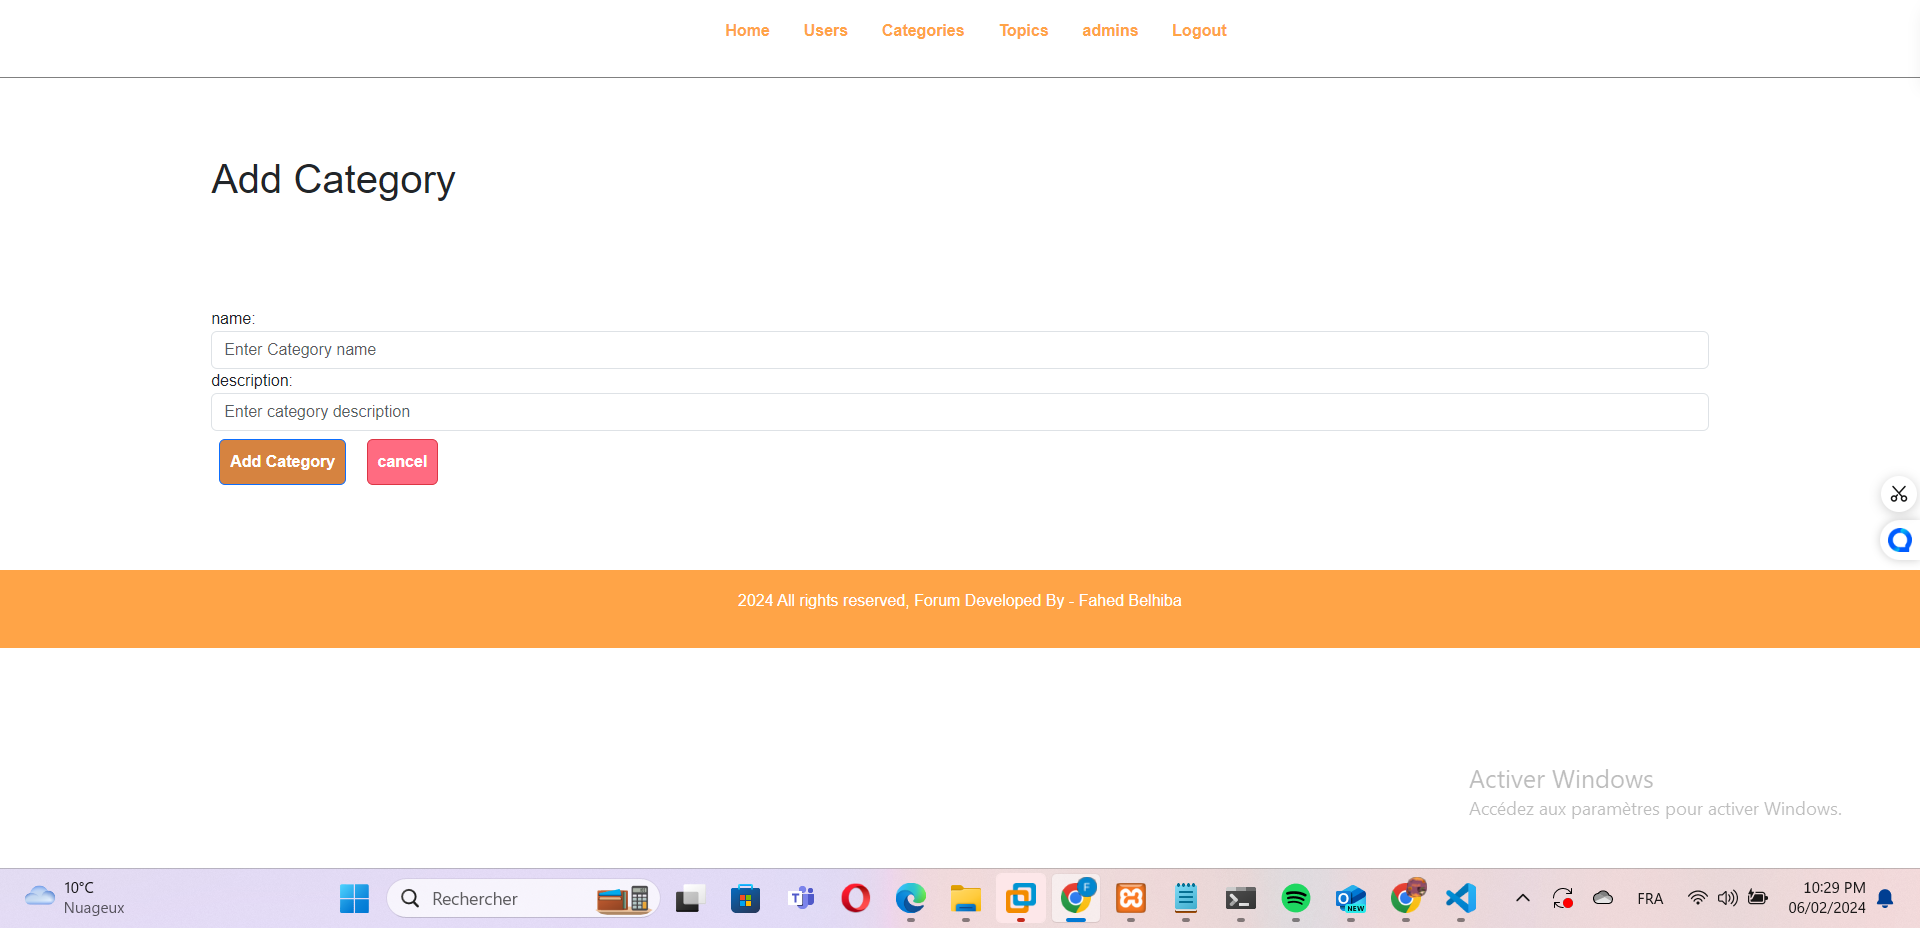 Home Users Categories Topics admins Logout
Add Category
name:
Enter Category name
description:
Enter category description
Add Category cancel
2024 All rights reserved, Forum Developed By - Fahed Belhiba
Activer Windows
Accédez aux paramètres pour activer Windows.
10°C
Nuageux
Rechercher
T
F
NEW
FRA
10:29 PM
06/02/2024